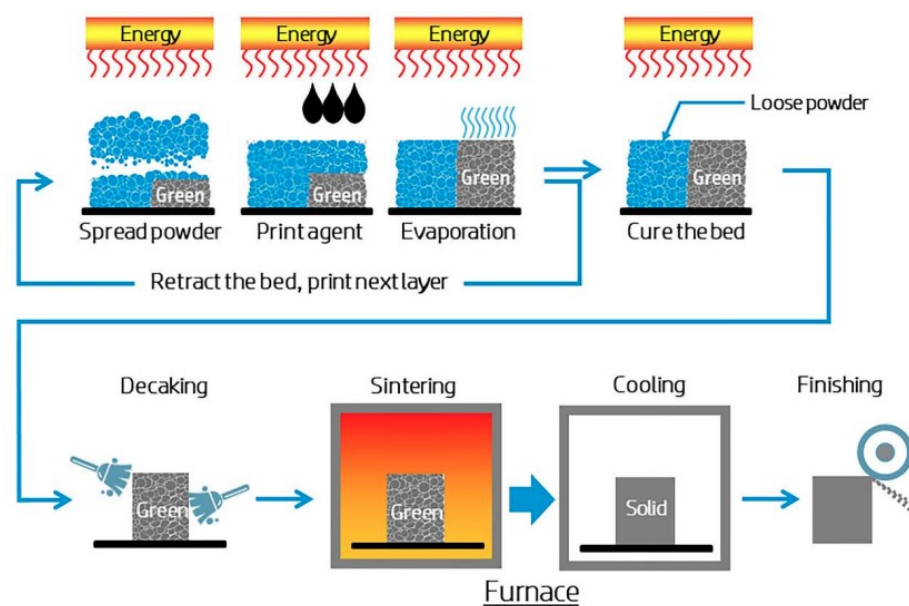 Energy
Energy
Energy
Energy
Loose powder
Green
Green
Green
Green
Spread powder
Print agent
Evaporation
Cure the bed
Retract the bed, print next layer
Decaking
Sintering
Cooling
Finishing
Green
Green
Solid
Furnace